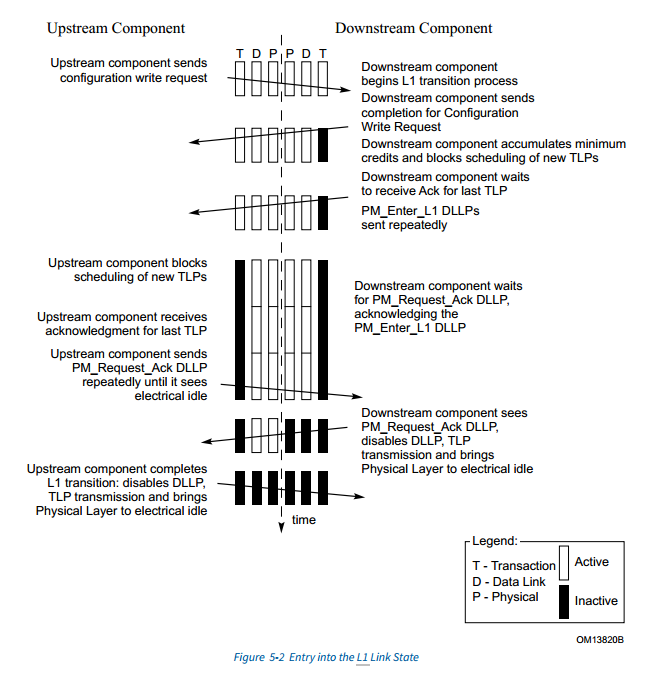 Upstream Component
Downstream Component
T D P P D T
Upstream component sends
configuration write request
Downstream component
begins L1 transition process
Downstream component sends
completion for Configuration
Write Request
Downstream component accumulates minimum
credits and blocks scheduling of new TLPs
Downstream component waits
to receive Ack for last TLP
PM_Enter_L1 DLLPs
sent repeatedly
Upstream component blocks
scheduling of new TLPs
Downstream component waits
for PM_Request_Ack DLLP,
acknowledging the
PM_Enter_L1 DLLP
Upstream component receives
acknowledgment for last TLP
Upstream component sends
PM_Request_Ack DLLP
repeatedly until it sees
electrical idle
Downstream component sees
PM_Request_Ack DLLP,
disables DLLP, TLP
transmission and brings
Physical Layer to electrical idle
Upstream component completes
L1 transition: disables DLLP,
TLP transmission and brings
Physical Layer to electrical idle
time
Legend:
T - Transaction
D - Data Link
P - Physical
Active
Inactive
OM13820B
Figure 5-2 Entry into the L1 Link State